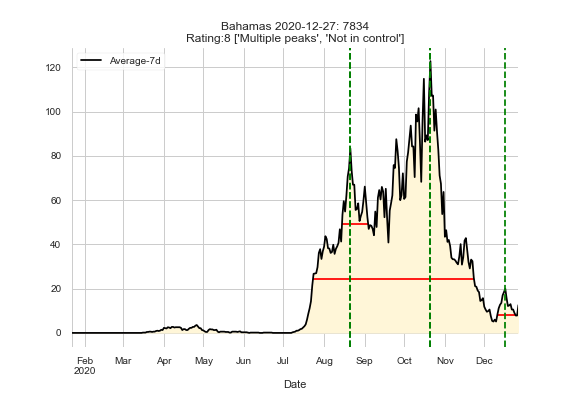 Bahamas 2020-12-27: 7834
Rating:8 ['Multiple peaks', 'Not in control']
Average-7d
120
100
80
60
40
20
0
Feb Mar Apr May Jun Jul Aug Sep Oct Nov Dec
2020
Date